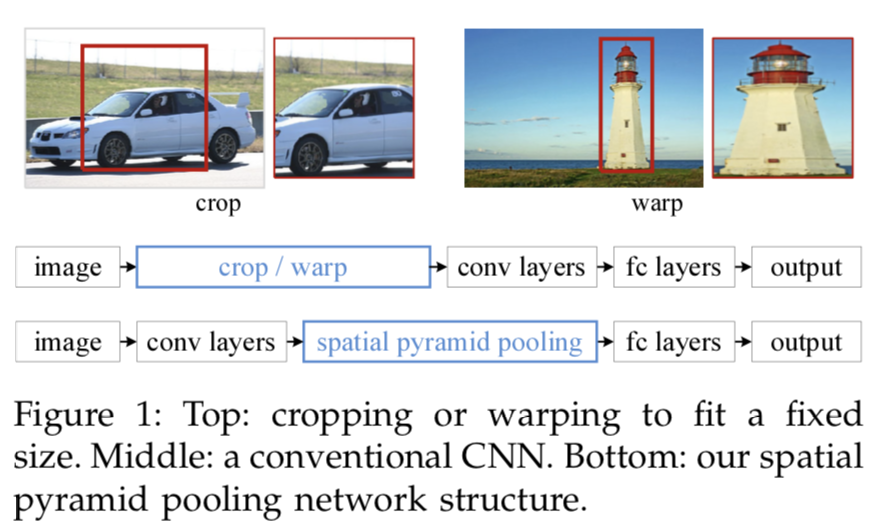 crop
warp
image
crop / warp
conv layers
fc layers
output
image
conv layers
spatial pyramid pooling
fc layers
output
Figure 1: Top: cropping or warping to fit a fixed
size. Middle: a conventional CNN. Bottom: our spatial
pyramid pooling network structure.